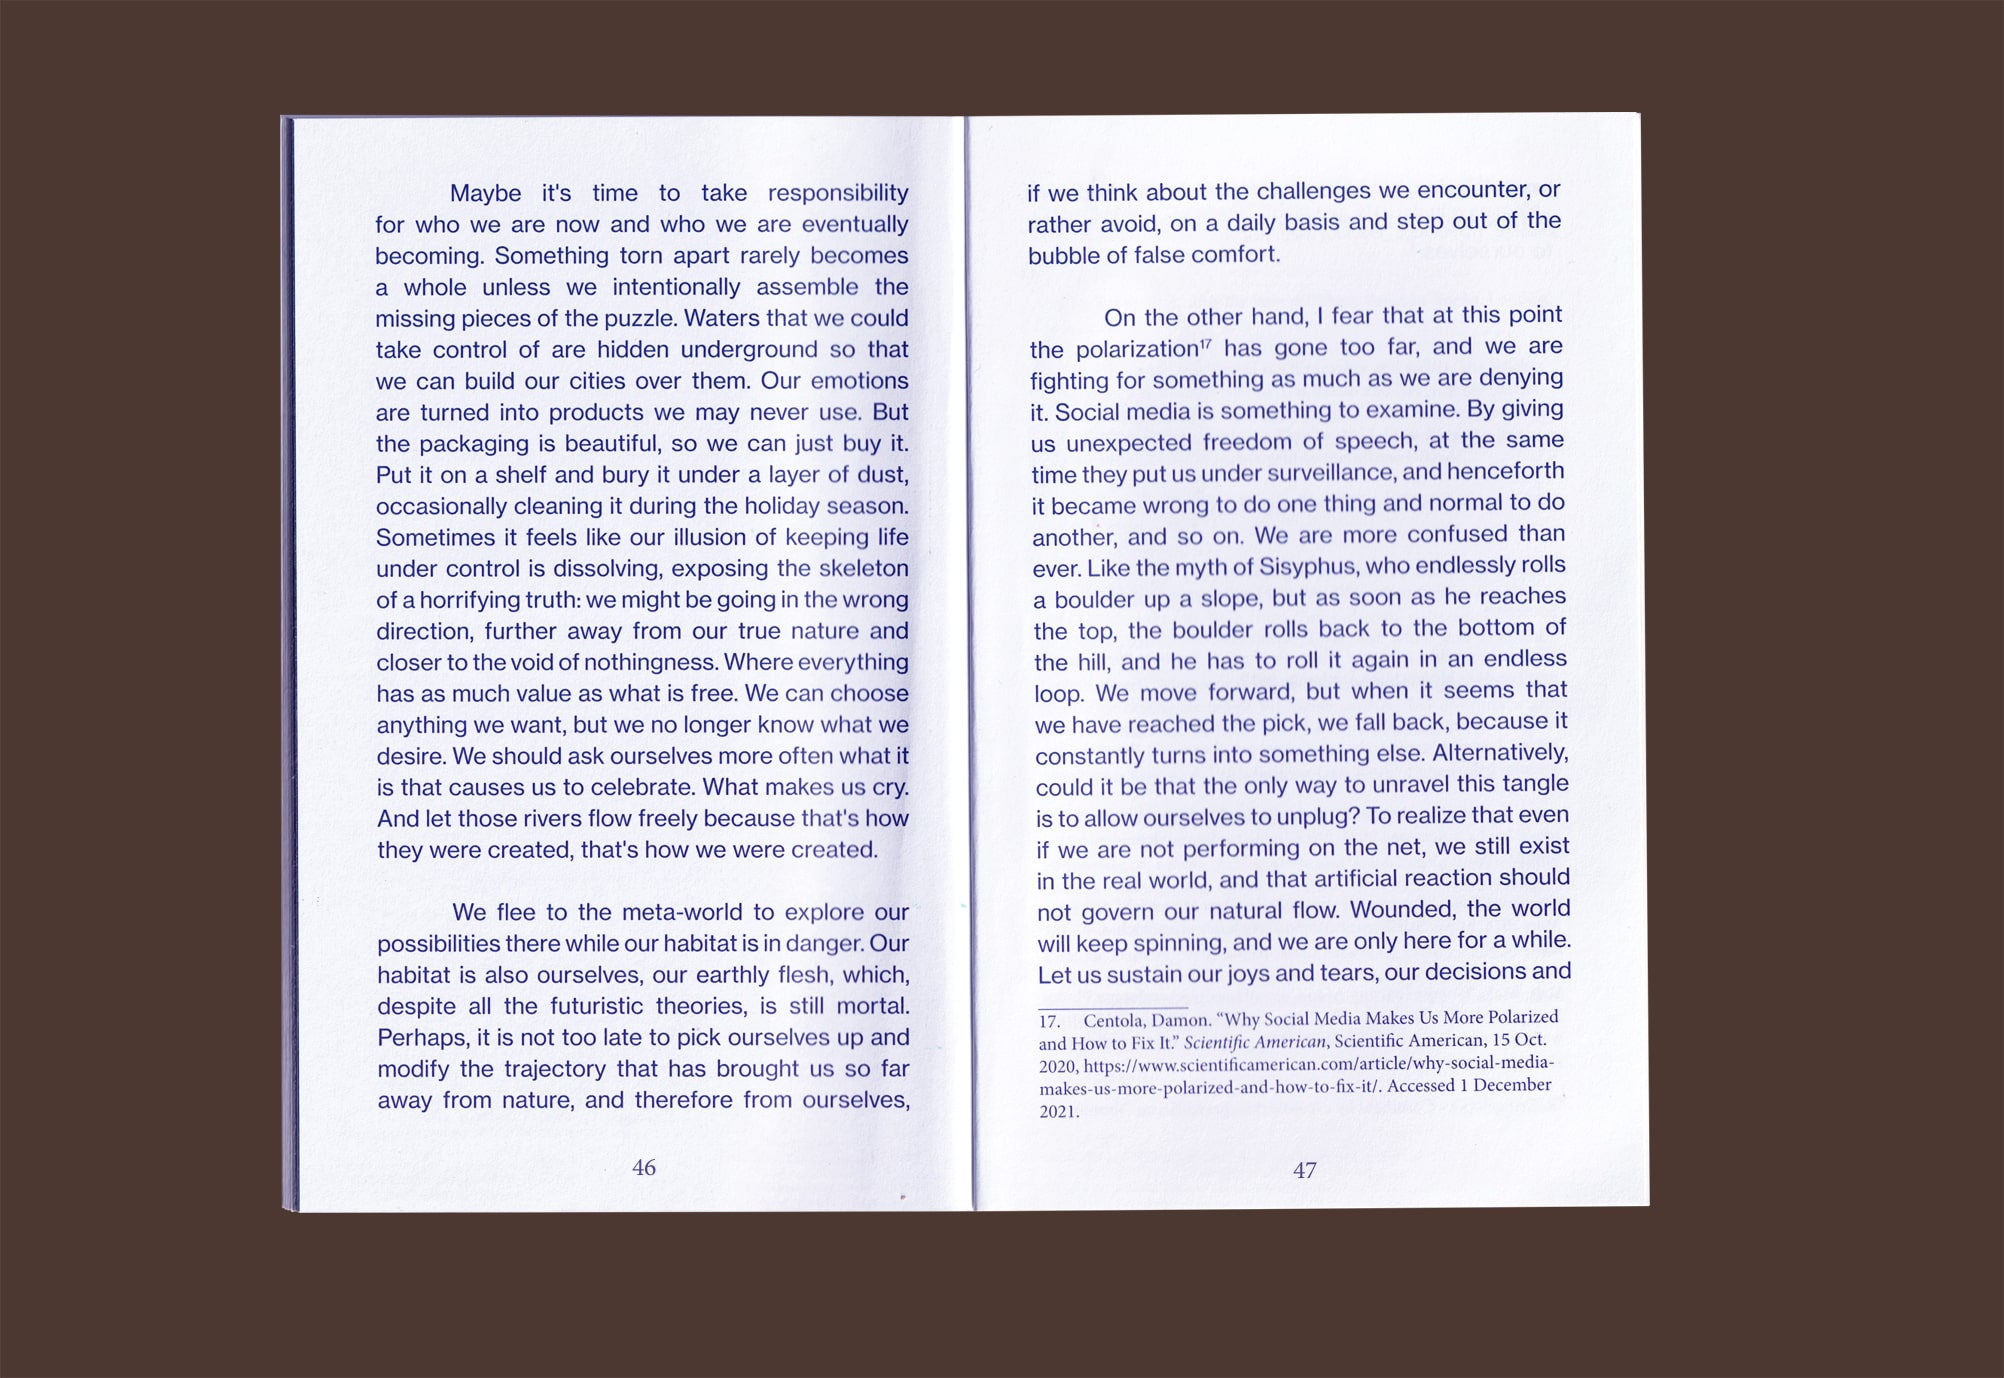 Maybe it's time to take responsibility
for who we are now and who we are eventually
becoming. Something torn apart rarely becomes
a whole unless we intentionally assemble the
missing pieces of the puzzle. Waters that we could
take control of are hidden underground so that
we can build our cities over them. Our emotions
are turned into products we may never use. But
the packaging is beautiful, so we can just buy it.
Put it on a shelf and bury it under a layer of dust,
occasionally cleaning it during the holiday season.
Sometimes it feels like our illusion of keeping life
under control is dissolving, exposing the skeleton
of a horrifying truth: we might be going in the wrong
direction, further away from our true nature and
closer to the void of nothingness. Where everything
has as much value as what is free. We can choose
anything we want, but we no longer know what we
desire. We should ask ourselves more often what it
is that causes us to celebrate. What makes us cry.
And let those rivers flow freely because that's how
they were created, that's how we were created.
We flee to the meta-world to explore our
possibilities there while our habitat is in danger. Our
habitat is also ourselves, our earthly flesh, which,
despite all the futuristic theories, is still mortal.
Perhaps, it is not too late to pick ourselves up and
modify the trajectory that has brought us so far
away from nature, and therefore from ourselves,
46
if we think about the challenges we encounter, or
rather avoid, on a daily basis and step out of the
bubble of false comfort.
On the other hand, I fear that at this point
the polarization¹⁷ has gone too far, and we are
fighting for something as much as we are denying
it. Social media is something to examine. By giving
us unexpected freedom of speech, at the same
time they put us under surveillance, and henceforth
it became wrong to do one thing and normal to do
another, and so on. We are more confused than
ever. Like the myth of Sisyphus, who endlessly rolls
a boulder up a slope, but as soon as he reaches
the top, the boulder rolls back to the bottom of
the hill, and he has to roll it again in an endless
loop. We move forward, but when it seems that
we have reached the pick, we fall back, because it
constantly turns into something else. Alternatively,
could it be that the only way to unravel this tangle
is to allow ourselves to unplug? To realize that even
if we are not performing on the net, we still exist
in the real world, and that artificial reaction should
not govern our natural flow. Wounded, the world
will keep spinning, and we are only here for a while.
Let us sustain our joys and tears, our decisions and
17. Centola, Damon. “Why Social Media Makes Us More Polarized
and How to Fix It.” Scientific American, Scientific American, 15 Oct.
2020, https://www.scientificamerican.com/article/why-social-media-
makes-us-more-polarized-and-how-to-fix-it/. Accessed 1 December
2021.
47